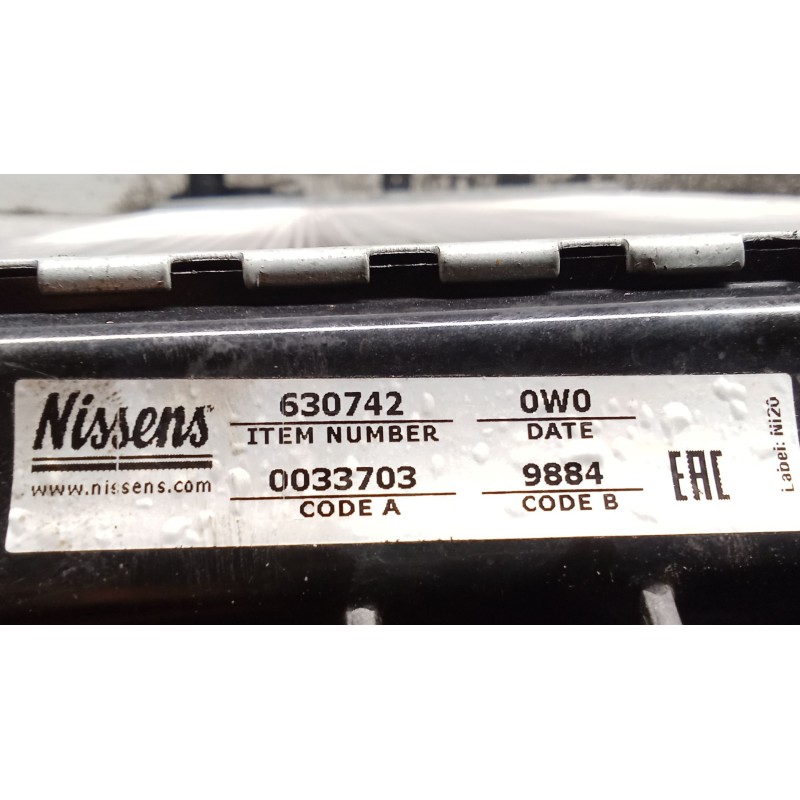 Nissens
www.nissens.com
630742
ITEM NUMBER
0W0
DATE
0033703
CODE A
9884
CODE B
EAC
Label: Ni20